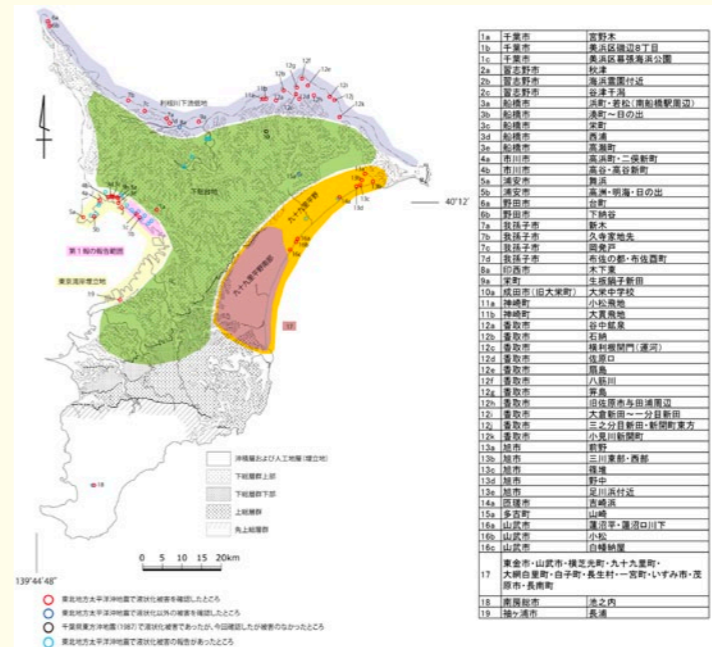 利根川下流低地
下総台地
九十九里平野
九十九里平野南部
第1報の報告範囲
東京湾岸埋立地
40°12'
139°44'48"
17
18
19
沖積層および人工地層(埋立地)
下総層群上部
下総層群下部
上総層群
先上総層群
0 5 10 15 20km
東北地方太平洋沖地震で液状化被害を確認したところ
東北地方太平洋沖地震で液状化以外の被害を確認したところ
千葉県東方沖地震(1987)で液状化被害であったが、今回確認したが被害のなかったところ
東北地方太平洋沖地震で液状化被害の報告があったところ
1a 千葉市 宮野木
1b 千葉市 美浜区磯辺8丁目
1c 千葉市 美浜区幕張海浜公園
2a 習志野市 秋津
2b 習志野市 海浜霊園付近
2c 習志野市 谷津干潟
3a 船橋市 浜町・若松(南船橋駅周辺)
3b 船橋市 湊町～日の出
3c 船橋市 栄町
3d 船橋市 西浦
3e 船橋市 高瀬町
4a 市川市 高浜町・二俣新町
4b 市川市 高谷・高谷新町
5a 浦安市 舞浜
5b 浦安市 高洲・明海・日の出
6a 野田市 台町
6b 野田市 下納谷
7a 我孫子市 新木
7b 我孫子市 久寺家地先
7c 我孫子市 岡発戸
7d 我孫子市 布佐の都・布佐酉町
8a 印西市 木下東
9a 栄町 生板鍋子新田
10a 成田市(旧大栄町) 大栄中学校
11a 神崎町 小松飛地
11b 神崎町 大貫飛地
12a 香取市 谷中鉱泉
12b 香取市 石納
12c 香取市 横利根閘門(運河)
12d 香取市 佐原口
12e 香取市 扇島
12f 香取市 八筋川
12g 香取市
12h 香取市 旧佐原市与田浦周辺
12i 香取市 大倉新田～一分目新田
12j 香取市 三之分目新田・新開町東方
12k 香取市 小見川新開町
13a 旭市 前野
13b 旭市 三川東部・西部
13c 旭市
13d 旭市 野中
13e 旭市 足川浜付近
14a 匝瑳市 吉崎浜
15a 多古町 山崎
16a 山武市 蓮沼平・蓮沼口川下
16b 山武市 小松
16c 山武市 白幡納屋
17 東金市・山武市・横芝光町・九十九里町・
大網白里町・白子町・長生村・一宮町・いすみ市・茂
原市・長南町
18 南房総市 池之内
19 袖ヶ浦市 長浦